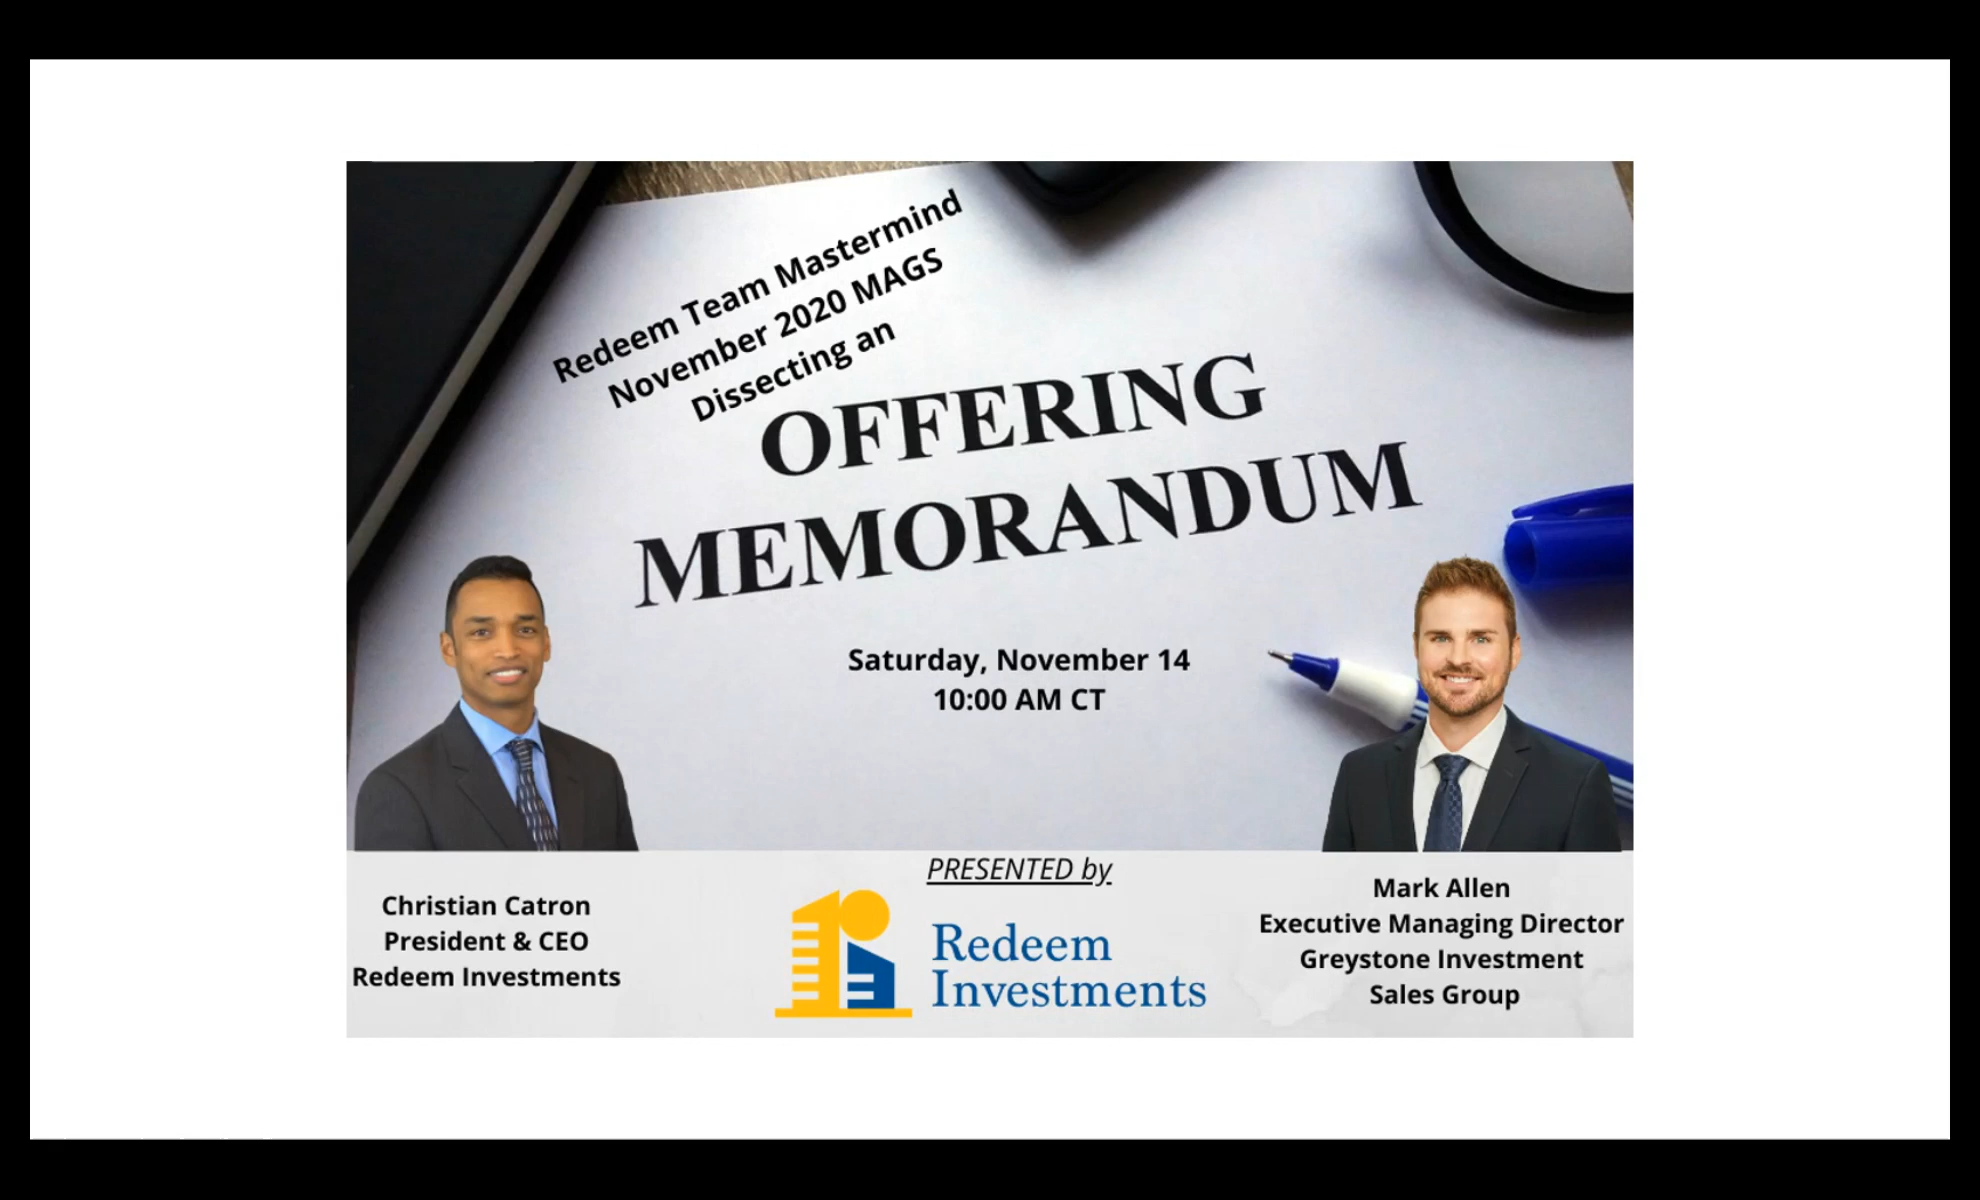 Redeem Team Mastermind
November 2020 MAGS
Dissecting an
OFFERING
MEMORANDUM
Saturday, November 14
10:00 AM CT
PRESENTED by
Christian Catron
President & CEO
Redeem Investments
Redeem
Investments
Mark Allen
Executive Managing Director
Greystone Investment
Sales Group